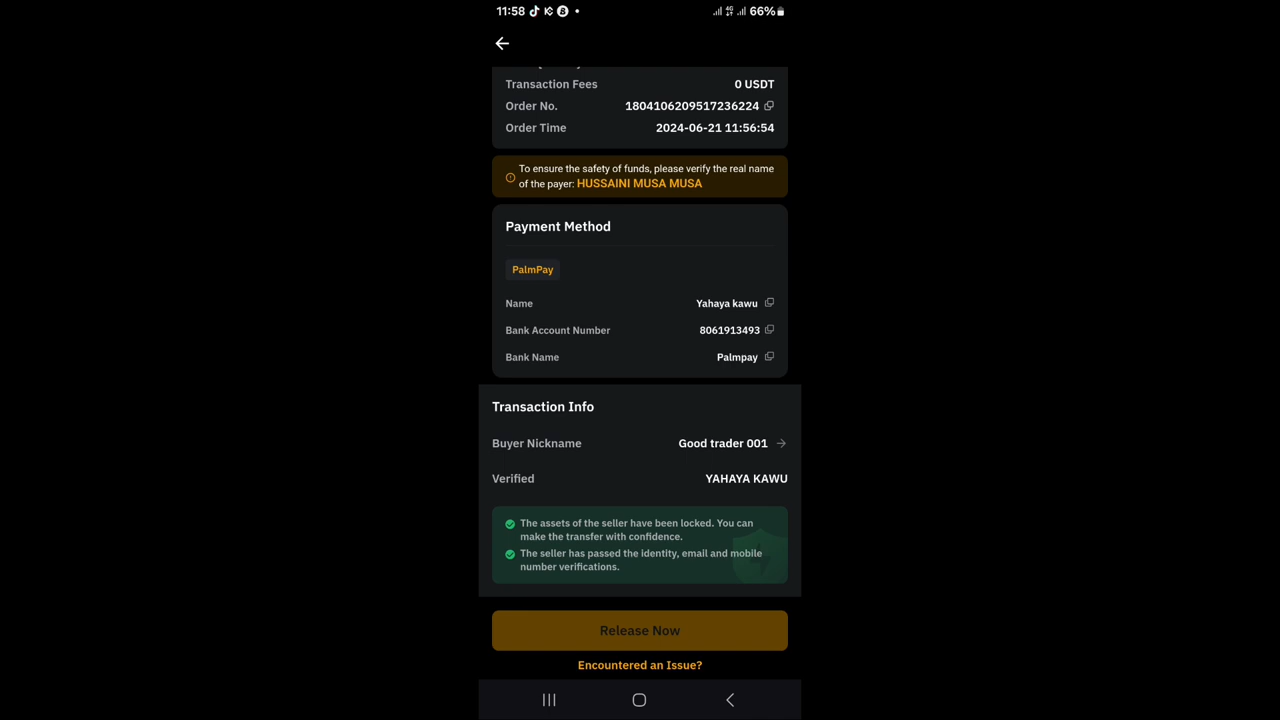 11:58 66%
4G
Transaction Fees 0 USDT
Order No. 1804106209517236224
Order Time 2024-06-21 11:56:54
To ensure the safety of funds, please verify the real name
of the payer: HUSSAINI MUSA MUSA
Payment Method
PalmPay
Name Yahaya kawu
Bank Account Number 8061913493
Bank Name Palmpay
Transaction Info
Buyer Nickname Good trader 001
Verified YAHAYA KAWU
The assets of the seller have been locked. You can
make the transfer with confidence.
The seller has passed the identity, email and mobile
number verifications.
Release Now
Encountered an Issue?